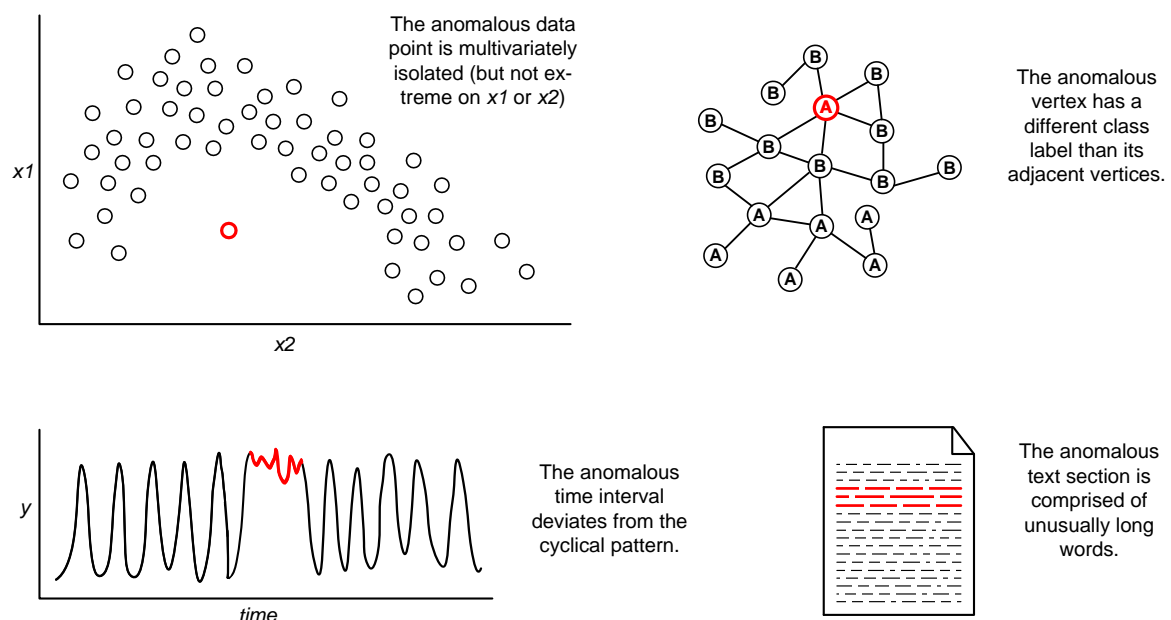 The anomalous data
point is multivariately
isolated (but not ex-
treme on x1 or x2)
x1
x2
B
B
B
A
B
B
B
B
B
B
B
A
A
A
A
A
A
The anomalous
vertex has a
different class
label than its
adjacent vertices.
y
time
The anomalous
time interval
deviates from the
cyclical pattern.
The anomalous
text section is
comprised of
unusually long
words.